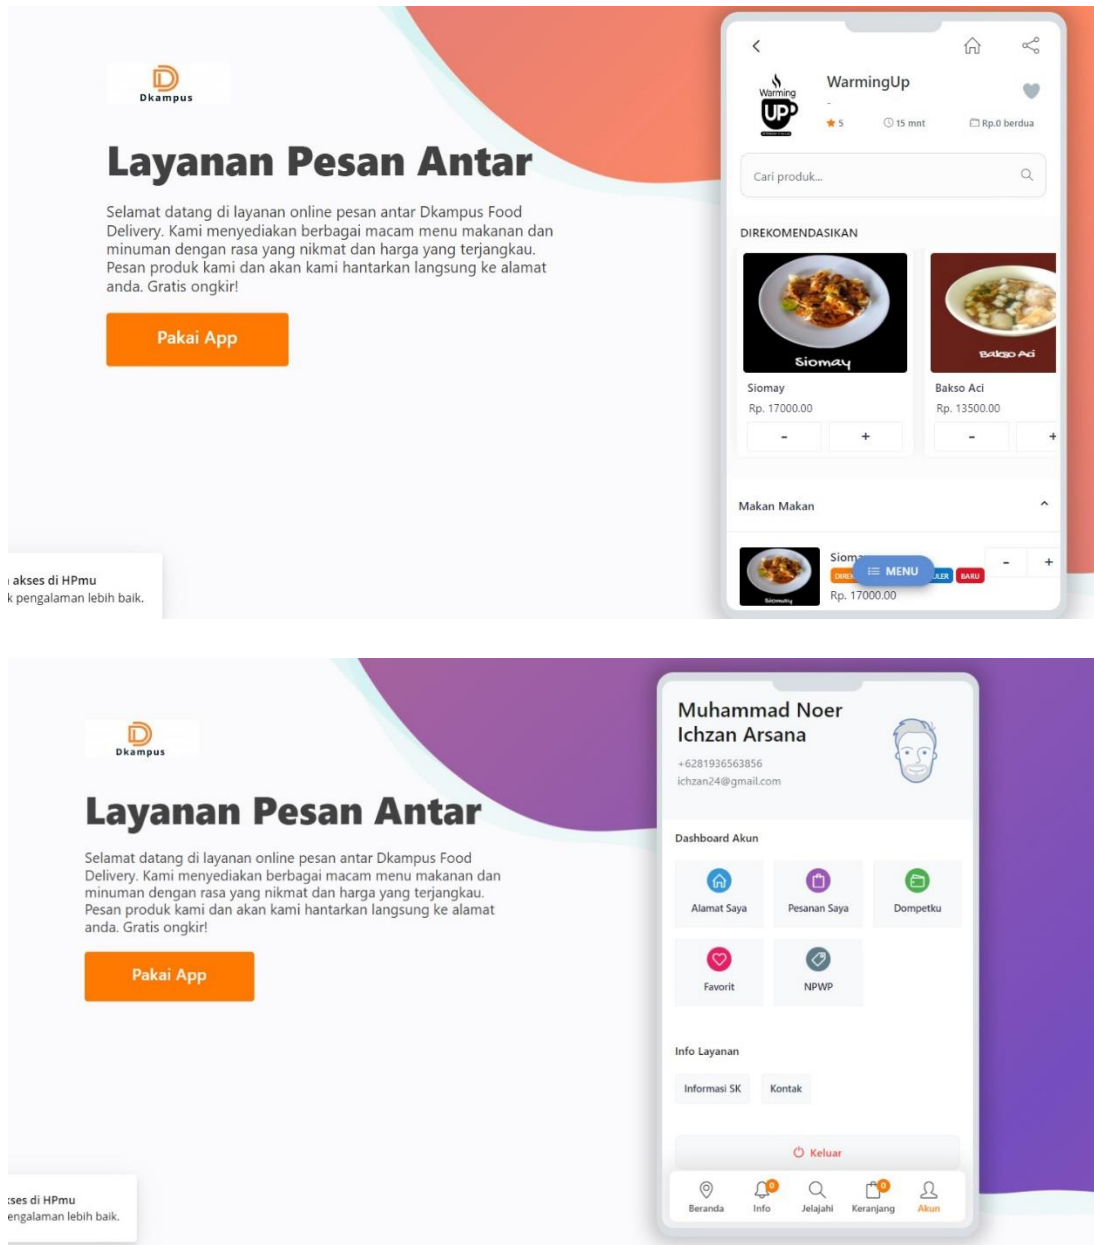 Dkampus
Layanan Pesan Antar
Selamat datang di layanan online pesan antar Dkampus Food
Delivery. Kami menyediakan berbagai macam menu makanan dan
minuman dengan rasa yang nikmat dan harga yang terjangkau.
Pesan produk kami dan akan kami hantarkan langsung ke alamat
anda. Gratis ongkir!
Pakai App
akses di HPmu
k pengalaman lebih baik.
Warming
UP
WarmingUp
-
5 15 mnt Rp.0 berdua
Cari produk...
DIREKOMENDASIKAN
Siomay
Bakso Aci
Siomay
Rp. 17000.00
- +
Bakso Aci
Rp. 13500.00
- +
Makan Makan
Siomay
MENU
BARU
- +
Siomay
Rp. 17000.00
Dkampus
Layanan Pesan Antar
Selamat datang di layanan online pesan antar Dkampus Food
Delivery. Kami menyediakan berbagai macam menu makanan dan
minuman dengan rasa yang nikmat dan harga yang terjangkau.
Pesan produk kami dan akan kami hantarkan langsung ke alamat
anda. Gratis ongkir!
Pakai App
kses di HPmu
pengalaman lebih baik.
Muhammad Noer
Ichzan Arsana
+6281936563856
ichzan24@gmail.com
Dashboard Akun
Alamat Saya Pesanan Saya Dompetku
Favorit NPWP
Info Layanan
Informasi SK Kontak
Keluar
0 0
Beranda Info Jelajahi Keranjang Akun